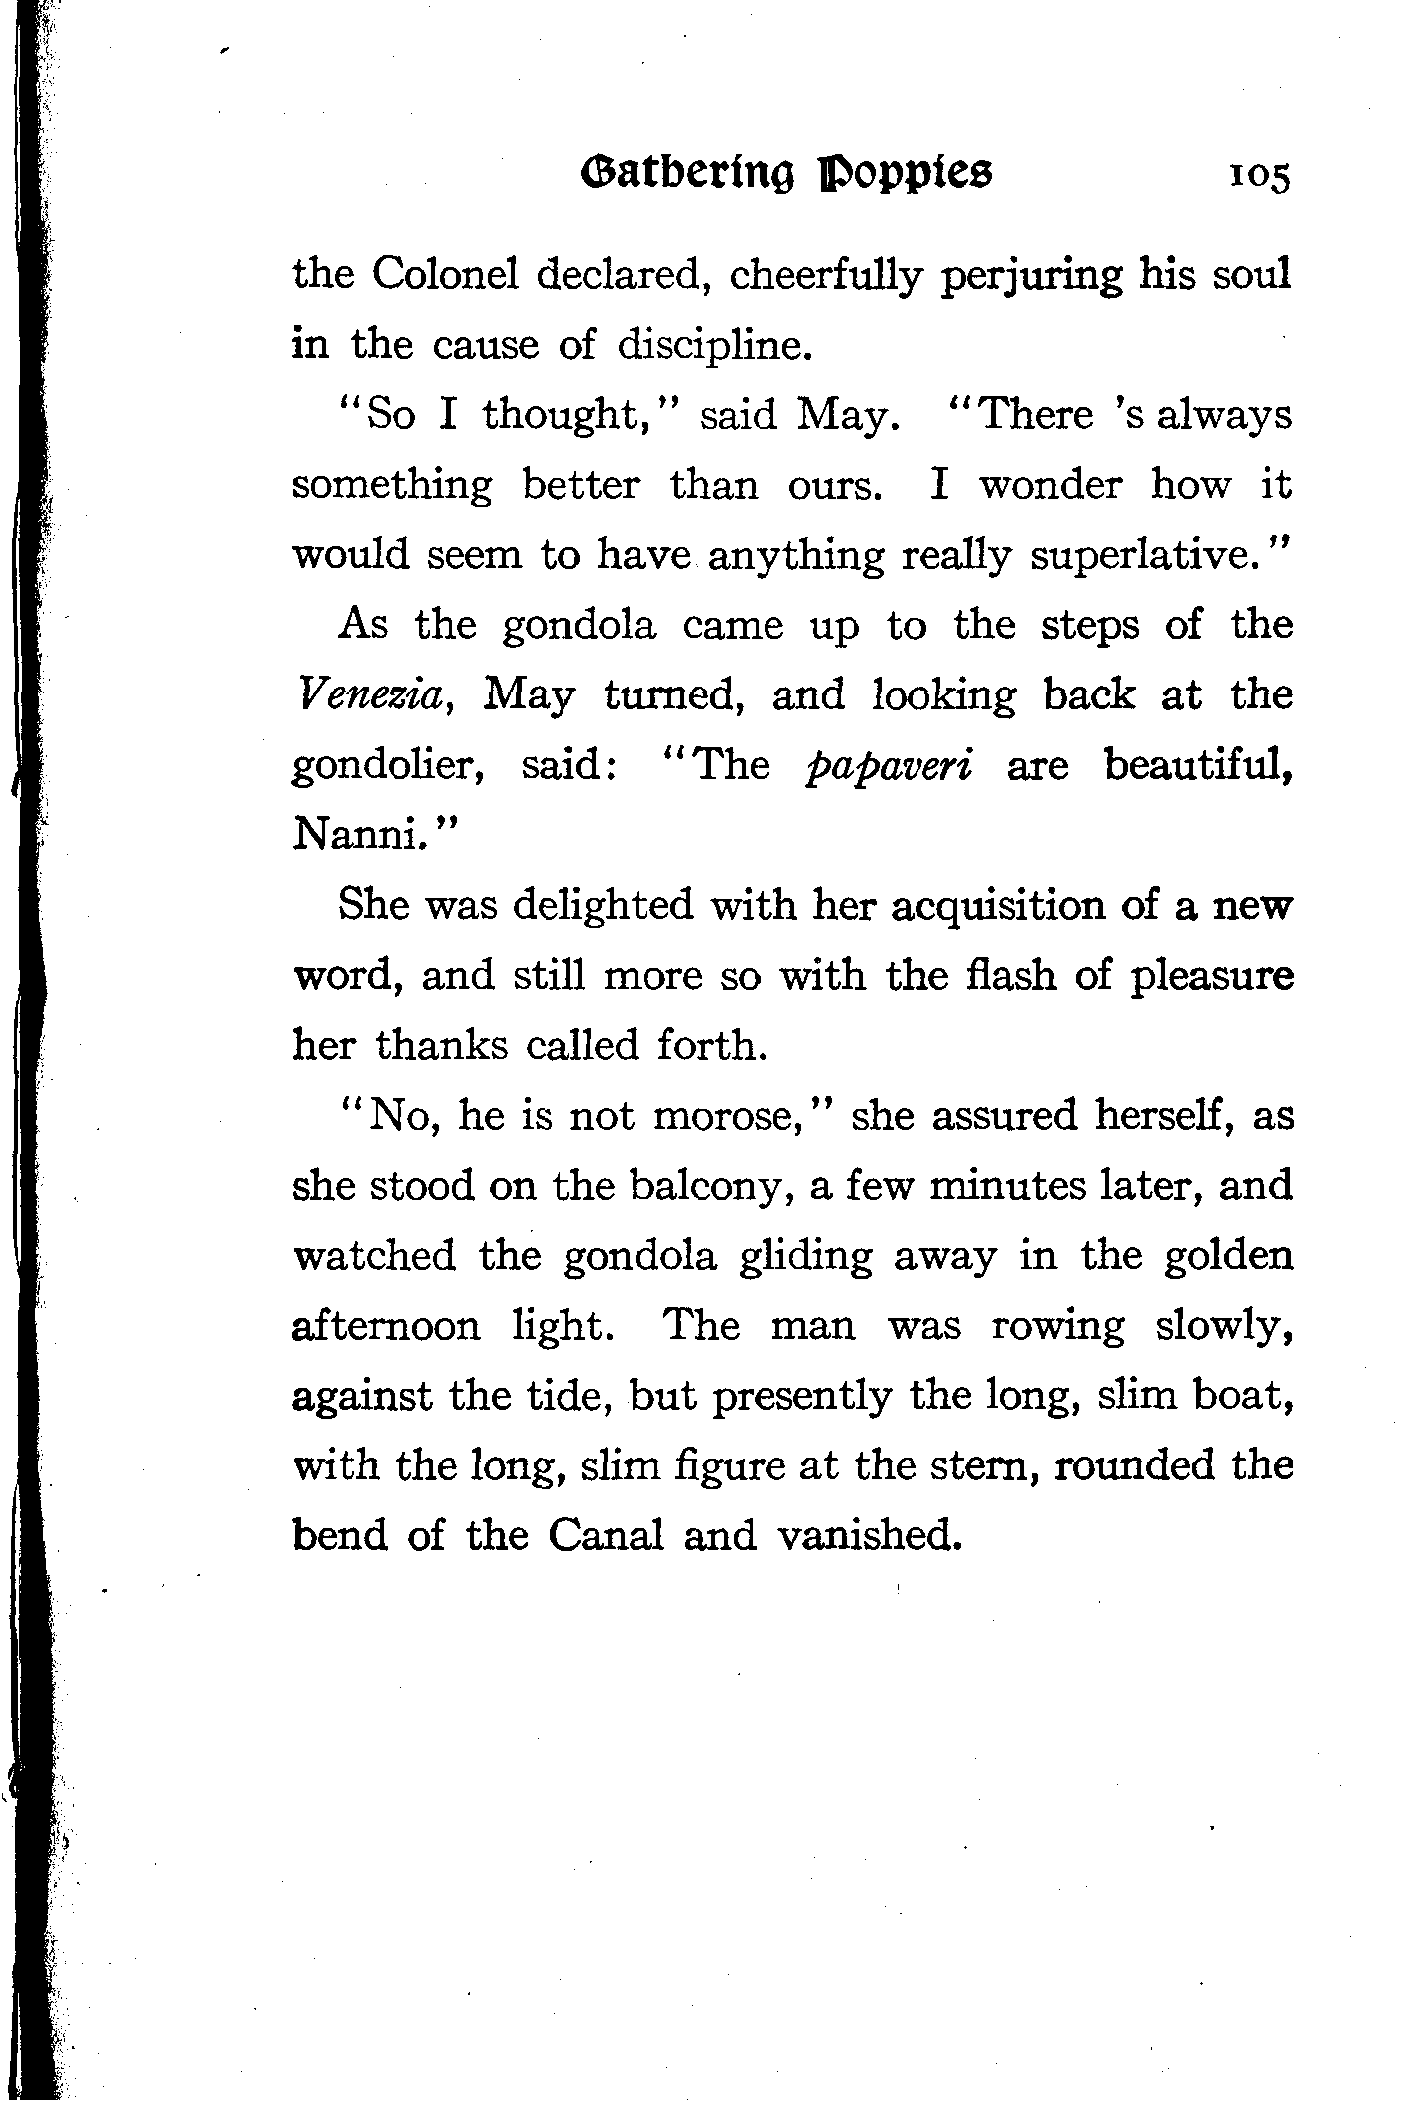 Gathering Poppies 105
the Colonel declared, cheerfully perjuring his soul
in the cause of discipline.
"So I thought," said May. "There 's always
something better than ours. I wonder how it
would seem to have anything really superlative."
As the gondola came up to the steps of the
Venezia, May turned, and looking back at the
gondolier, said: "The papaveri are beautiful,
Nanni."
She was delighted with her acquisition of a new
word, and still more so with the flash of pleasure
her thanks called forth.
"No, he is not morose," she assured herself, as
she stood on the balcony, a few minutes later, and
watched the gondola gliding away in the golden
afternoon light. The man was rowing slowly,
against the tide, but presently the long, slim boat,
with the long, slim figure at the stern, rounded the
bend of the Canal and vanished.